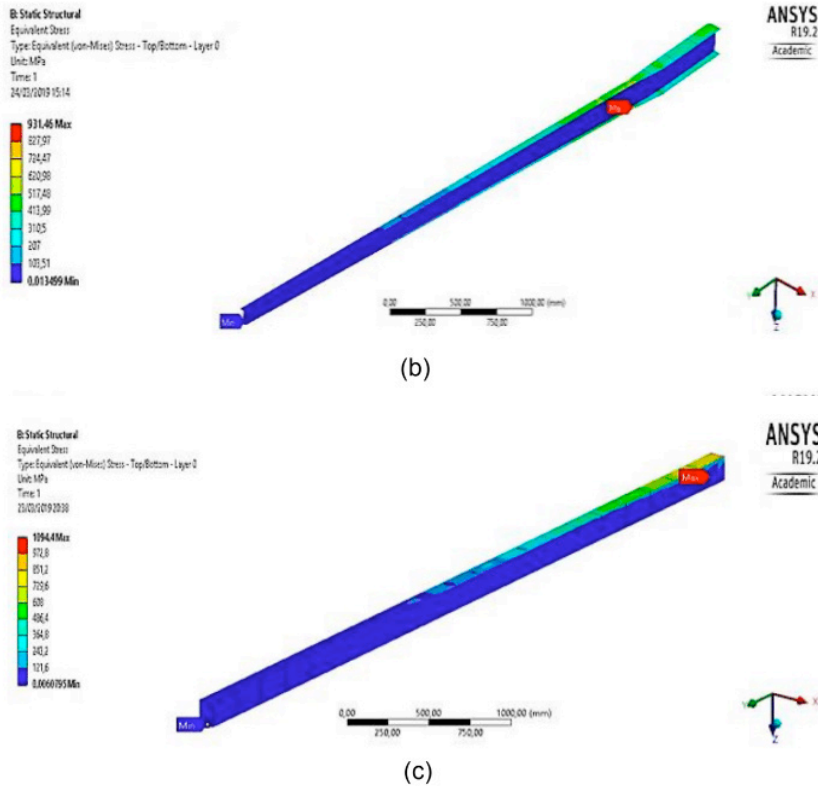 B: Static Structural
Equivalent Stress
Type: Equivalent (von-Mises) Stress - Top/Bottom - Layer 0
Unit: MPa
Time: 1
24/03/2019 15:14
931,46 Max
827,97
724,47
620,98
517,48
413,99
310,5
207
103,51
0,013499 Min
ANSYS
R19.2
Academic
Min
0,00 500,00 1000,00 (mm)
250,00 750,00
X
Z
(b)
B: Static Structural
Equivalent Stress
Type: Equivalent (von-Mises) Stress - Top/Bottom - Layer 0
Unit: MPa
Time: 1
1094,4 Max
972,8
851,2
729,6
608
486,4
364,8
243,2
121,6
0,0060795 Min
ANSYS
R19.2
Academic
Max
Min
0,00 500,00 1000,00 (mm)
250,00 750,00
Y X
Z
(c)